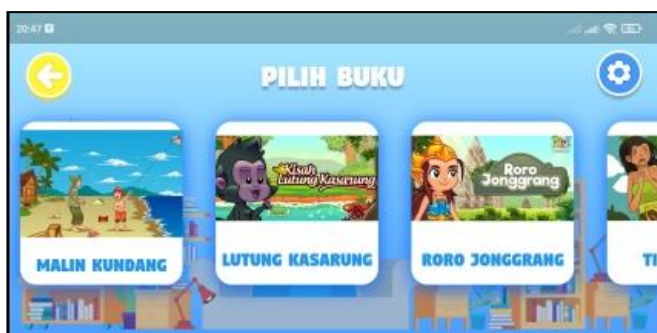 20:47
PILIH BUKU
Kisah
Lutung Kasarung
Roro
Jonggrang
MALIN KUNDANG
LUTUNG KASARUNG
RORO JONGGRANG